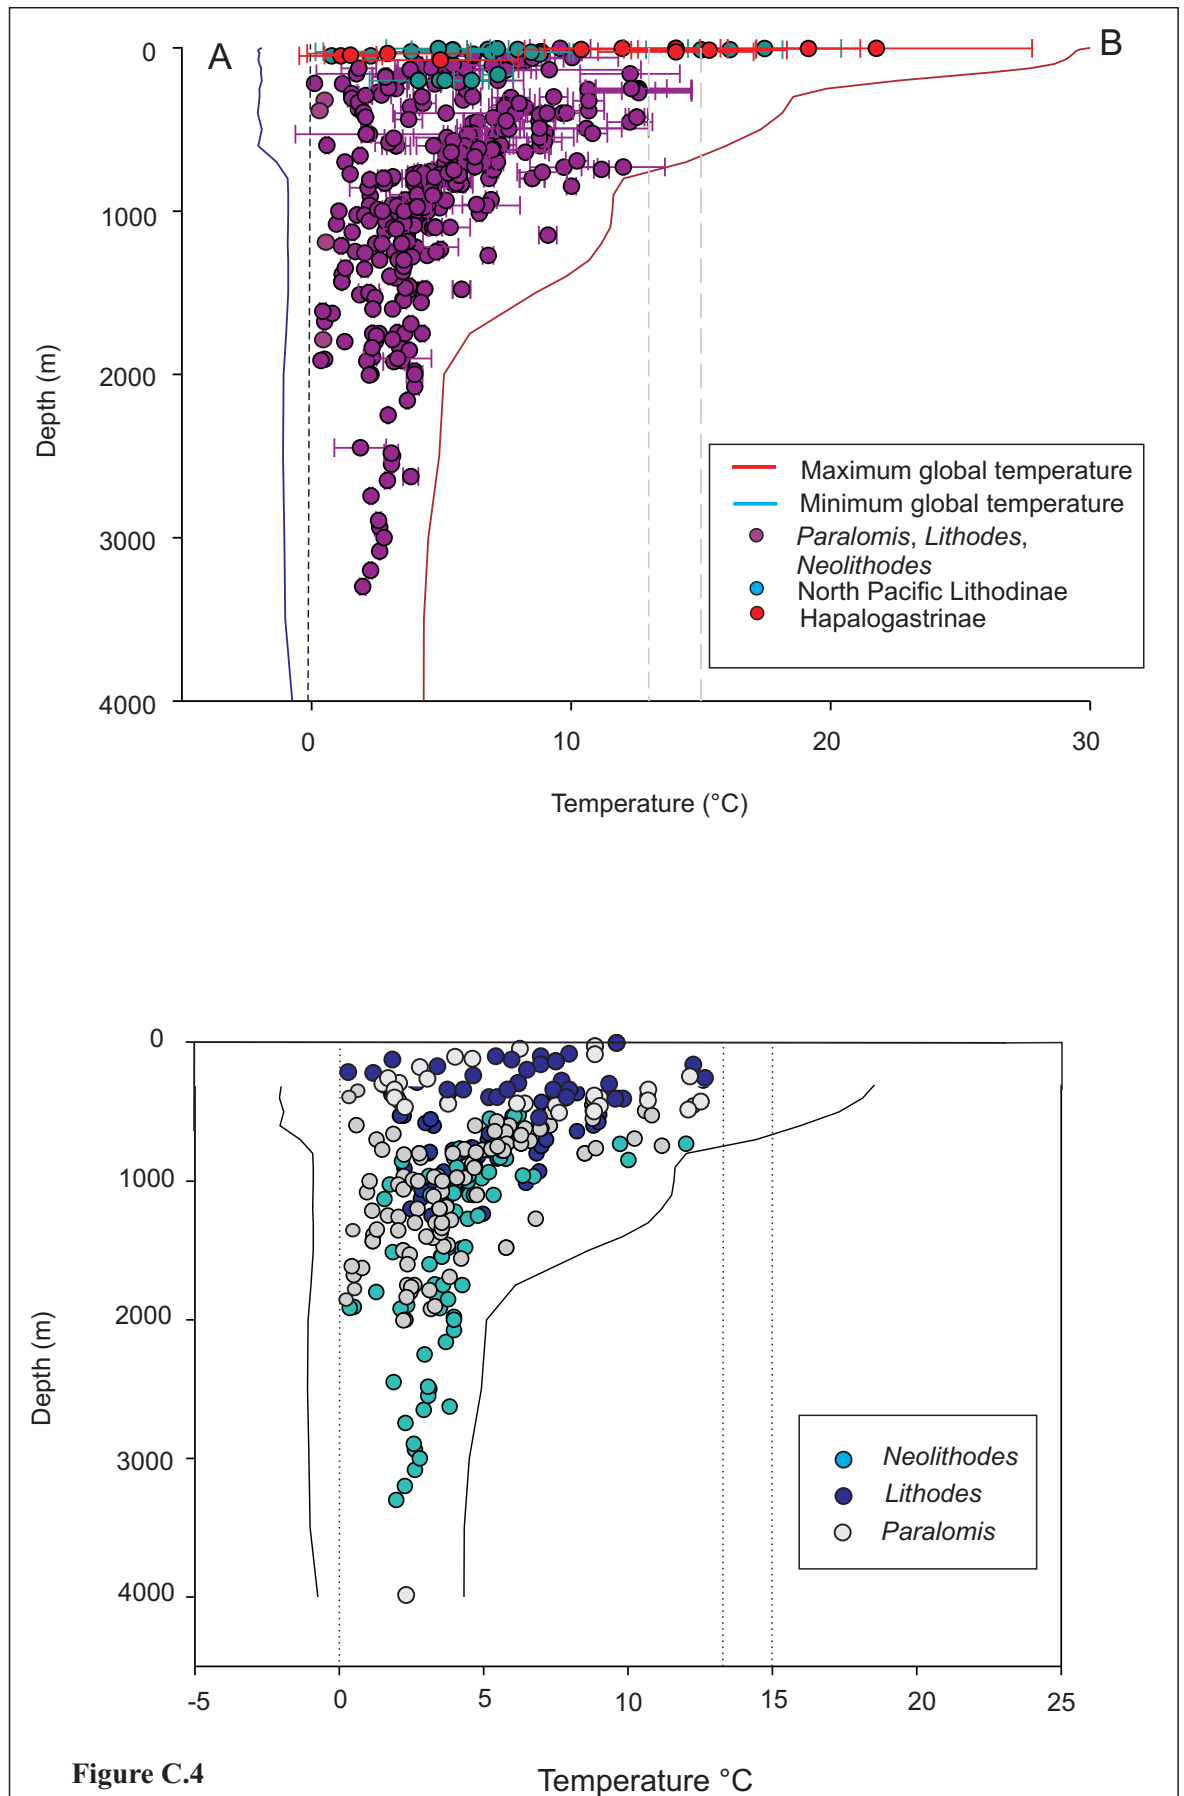 A
B
0
1000
2000
3000
4000
Depth (m)
Maximum global temperature
Minimum global temperature
Paralomis, Lithodes,
Neolithodes
North Pacific Lithodinae
Hapalogastrinae
0 10 20 30
Temperature (°C)
0
1000
2000
3000
4000
Depth (m)
Neolithodes
Lithodes
Paralomis
-5 0 5 10 15 20 25
Temperature °C
Figure C.4